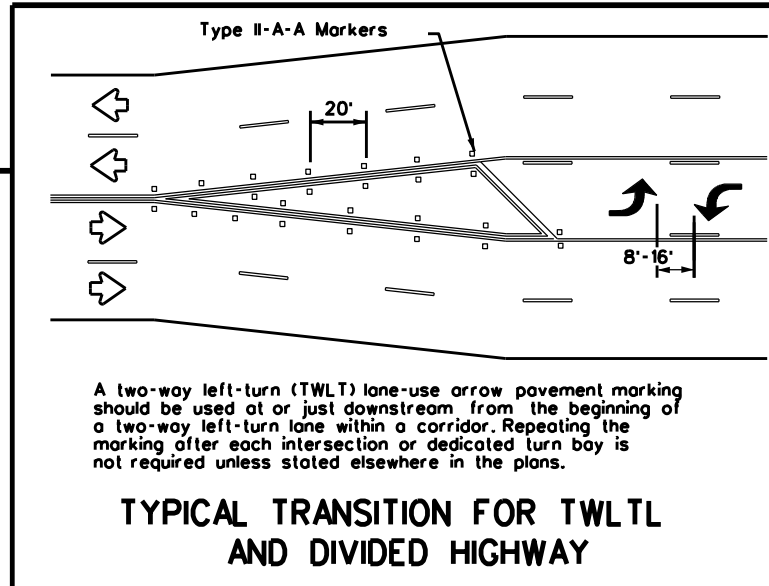 Type II-A-A Markers
20'
8'-16'
A two-way left-turn (TWLT) lane-use arrow pavement marking
should be used at or just downstream from the beginning of
a two-way left-turn lane within a corridor. Repeating the
marking after each intersection or dedicated turn bay is
not required unless stated elsewhere in the plans.
TYPICAL TRANSITION FOR TWLTL
AND DIVIDED HIGHWAY